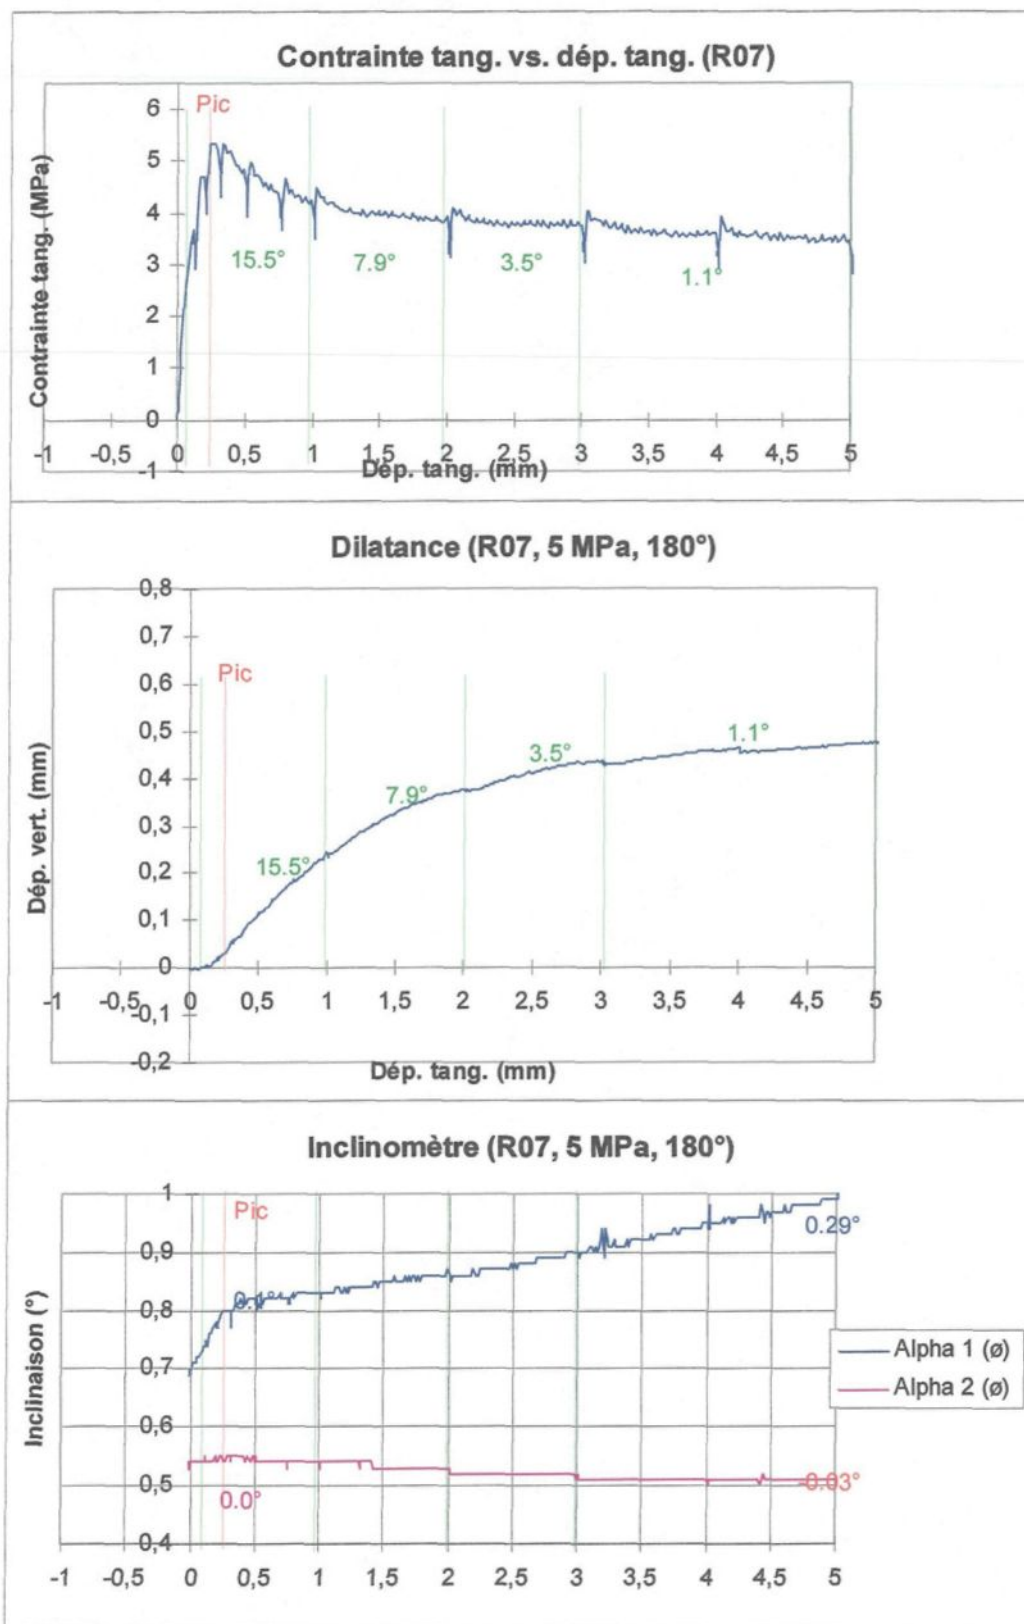 Contrainte tang. vs. dép. tang. (R07)
Contrainte tang. (MPa)
6
5
4
3
2
1
0
-1
Pic
15.5°
7.9°
3.5°
1.1°
-1 -0,5 0 0,5 1 1,5 2 2,5 3 3,5 4 4,5 5
Dép. tang. (mm)
Dilatance (R07, 5 MPa, 180°)
Dép. vert. (mm)
0,8
0,7
0,6
0,5
0,4
0,3
0,2
0,1
0
-0,1
-0,2
Pic
15.5°
7.9°
3.5°
1.1°
-1 -0,5 0 0,5 1 1,5 2 2,5 3 3,5 4 4,5 5
Dép. tang. (mm)
Inclinomètre (R07, 5 MPa, 180°)
Inclinaison (°)
1
0,9
0,8
0,7
0,6
0,5
0,4
Pic
0.29°
0.0°
-0.03°
Alpha 1 (ø)
Alpha 2 (ø)
-1 -0,5 0 0,5 1 1,5 2 2,5 3 3,5 4 4,5 5